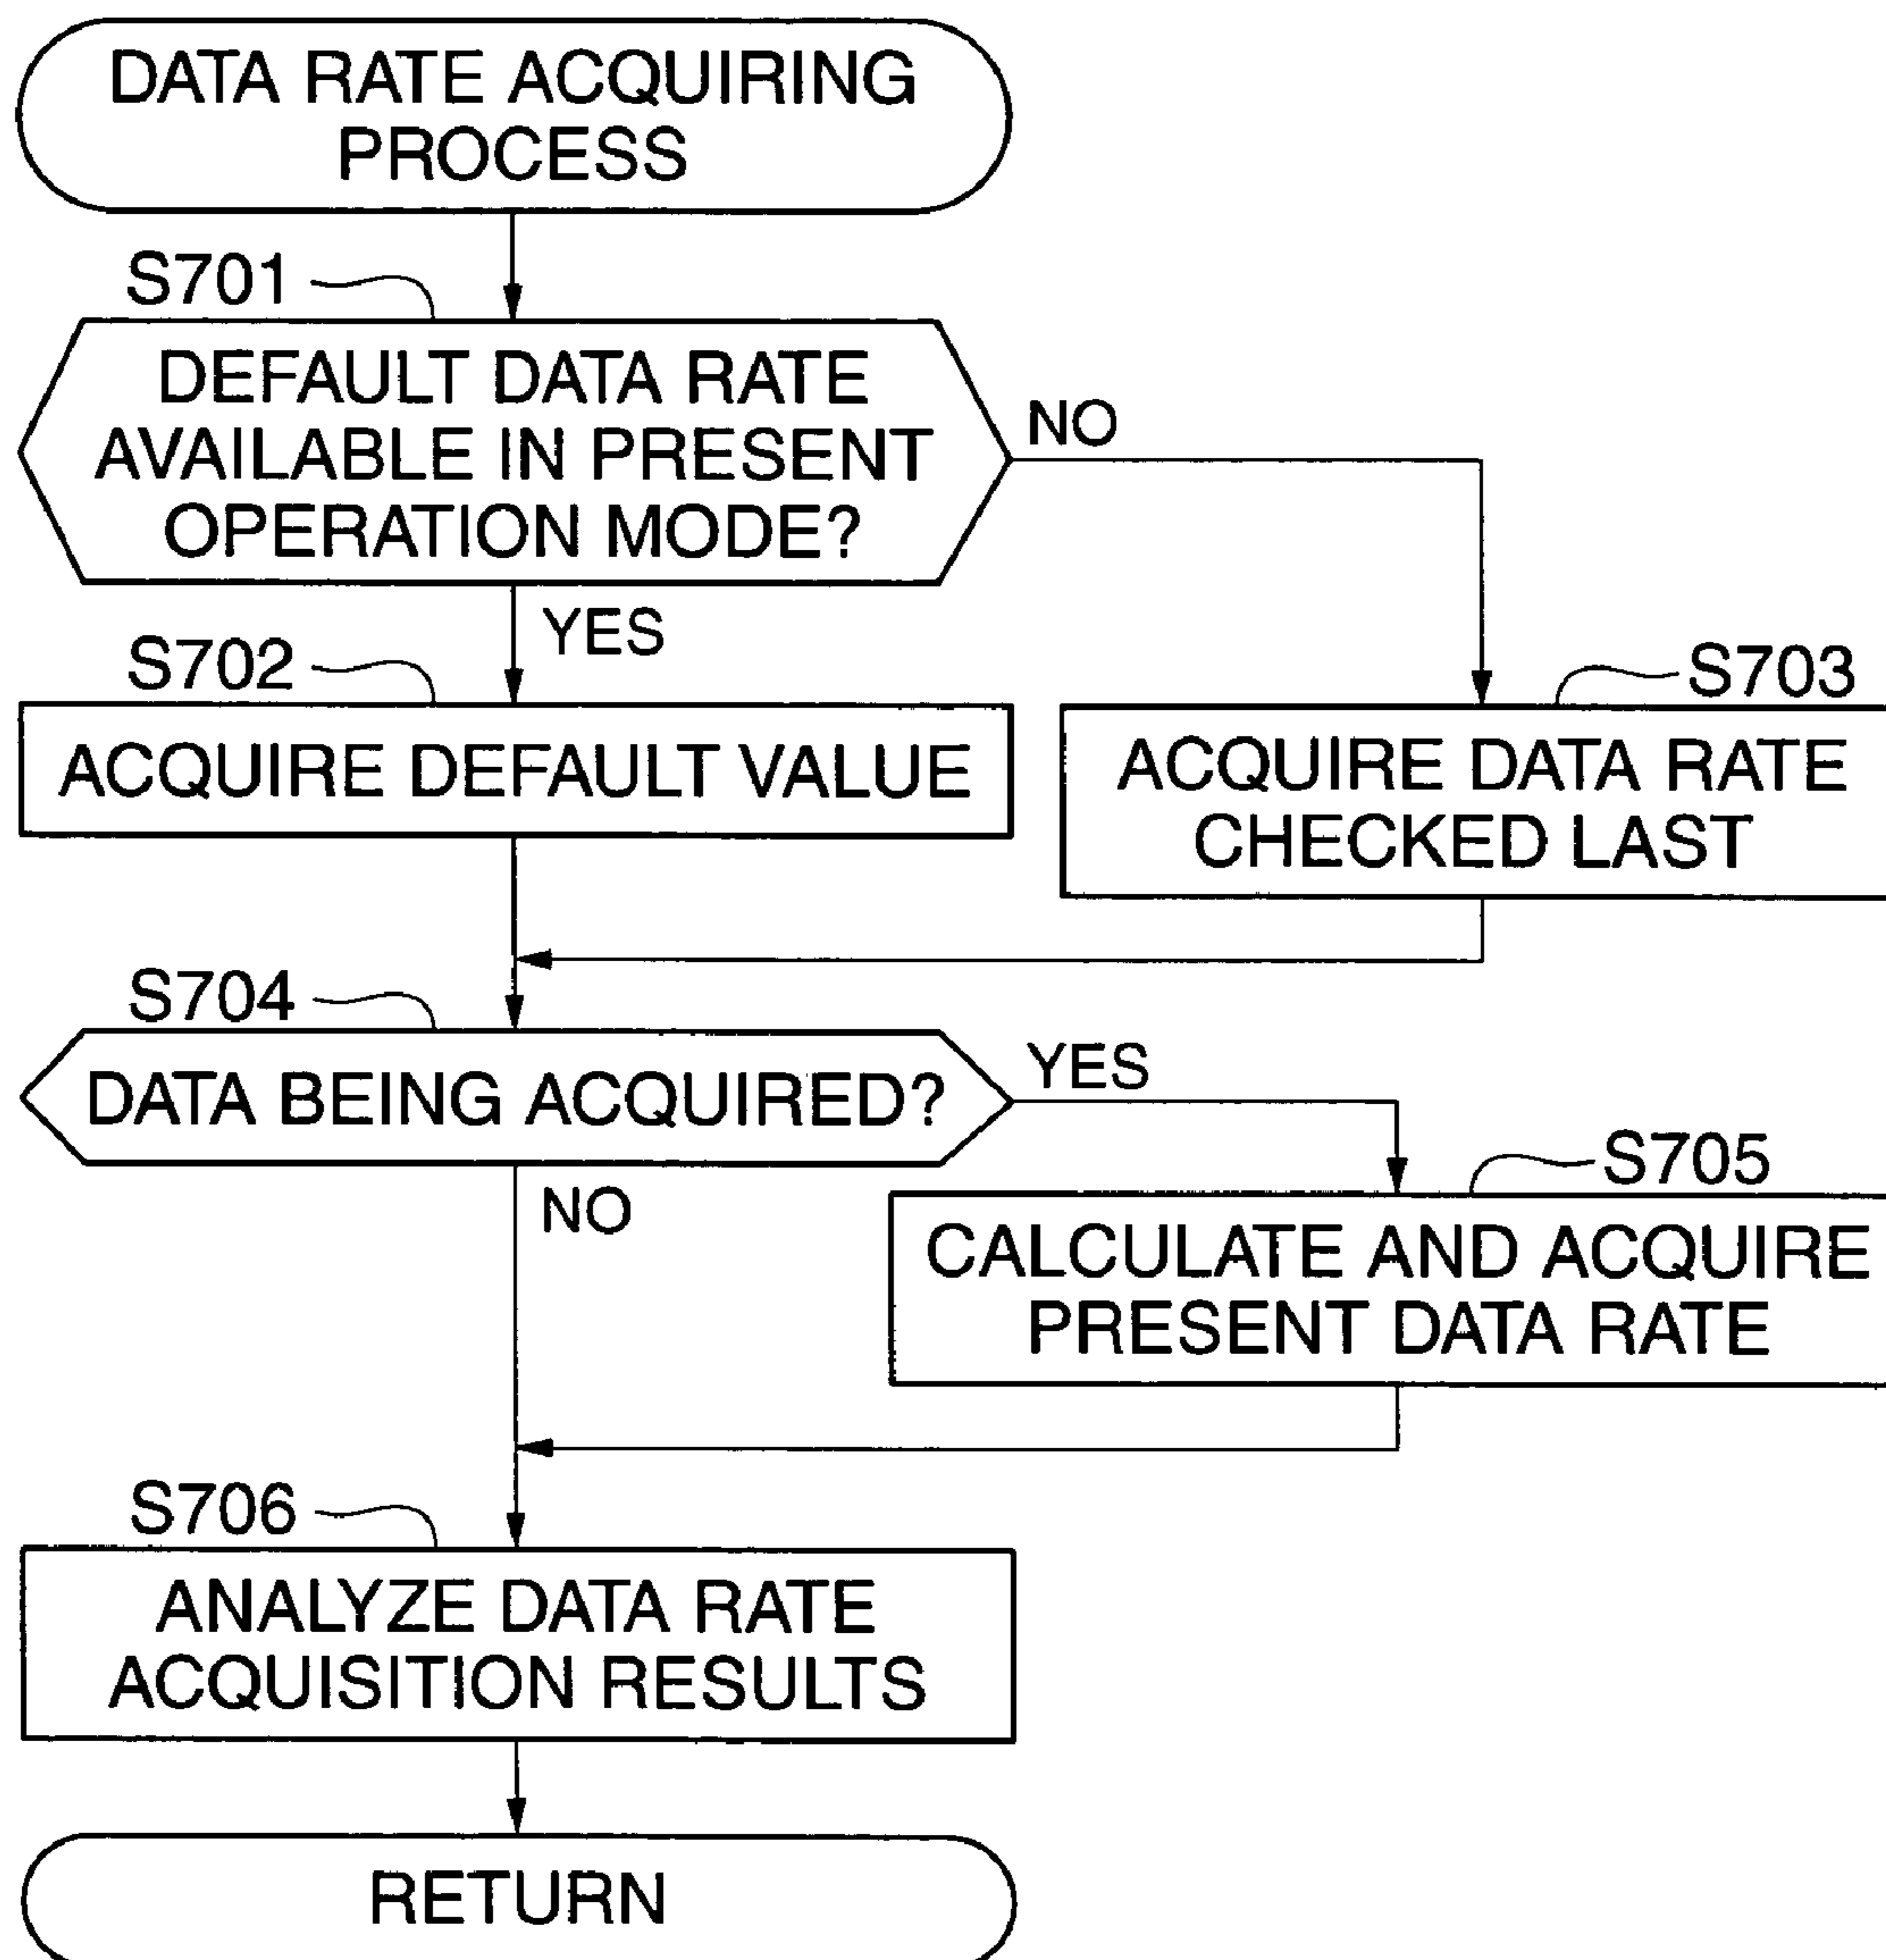 DATA RATE ACQUIRING
PROCESS
S701
DEFAULT DATA RATE
AVAILABLE IN PRESENT
OPERATION MODE?
NO
YES
S702
ACQUIRE DEFAULT VALUE
S703
ACQUIRE DATA RATE
CHECKED LAST
S704
DATA BEING ACQUIRED?
YES
NO
S705
CALCULATE AND ACQUIRE
PRESENT DATA RATE
S706
ANALYZE DATA RATE
ACQUISITION RESULTS
RETURN